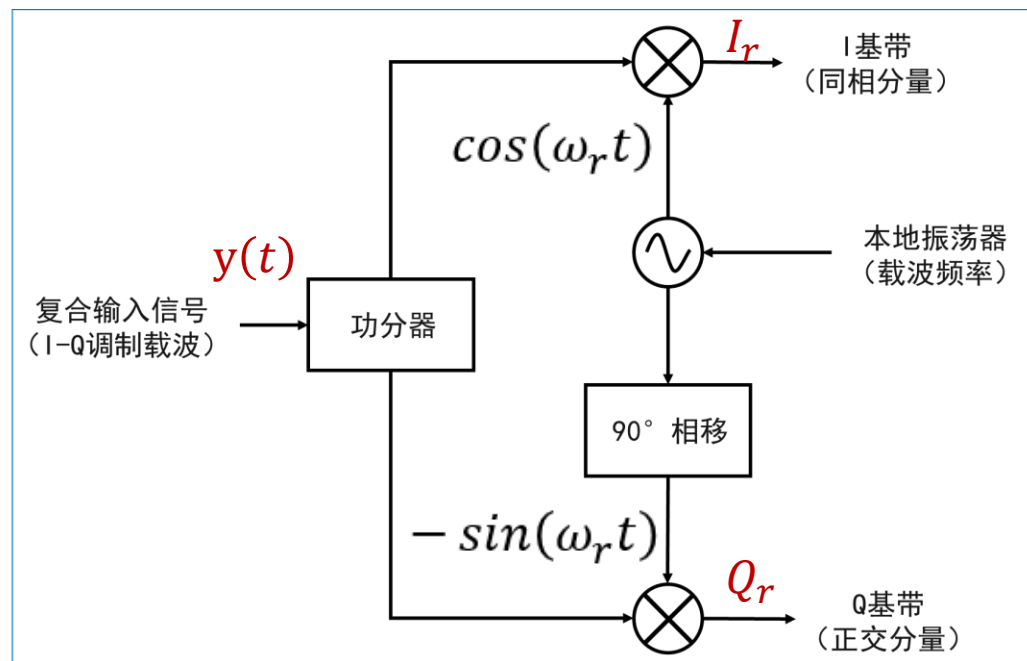 I_r
I基带
(同相分量)
cos(ω_r t)
y(t)
本地振荡器
(载波频率)
复合输入信号
(I-Q调制载波)
功分器
90° 相移
− sin(ω_r t)
Q_r
Q基带
(正交分量)